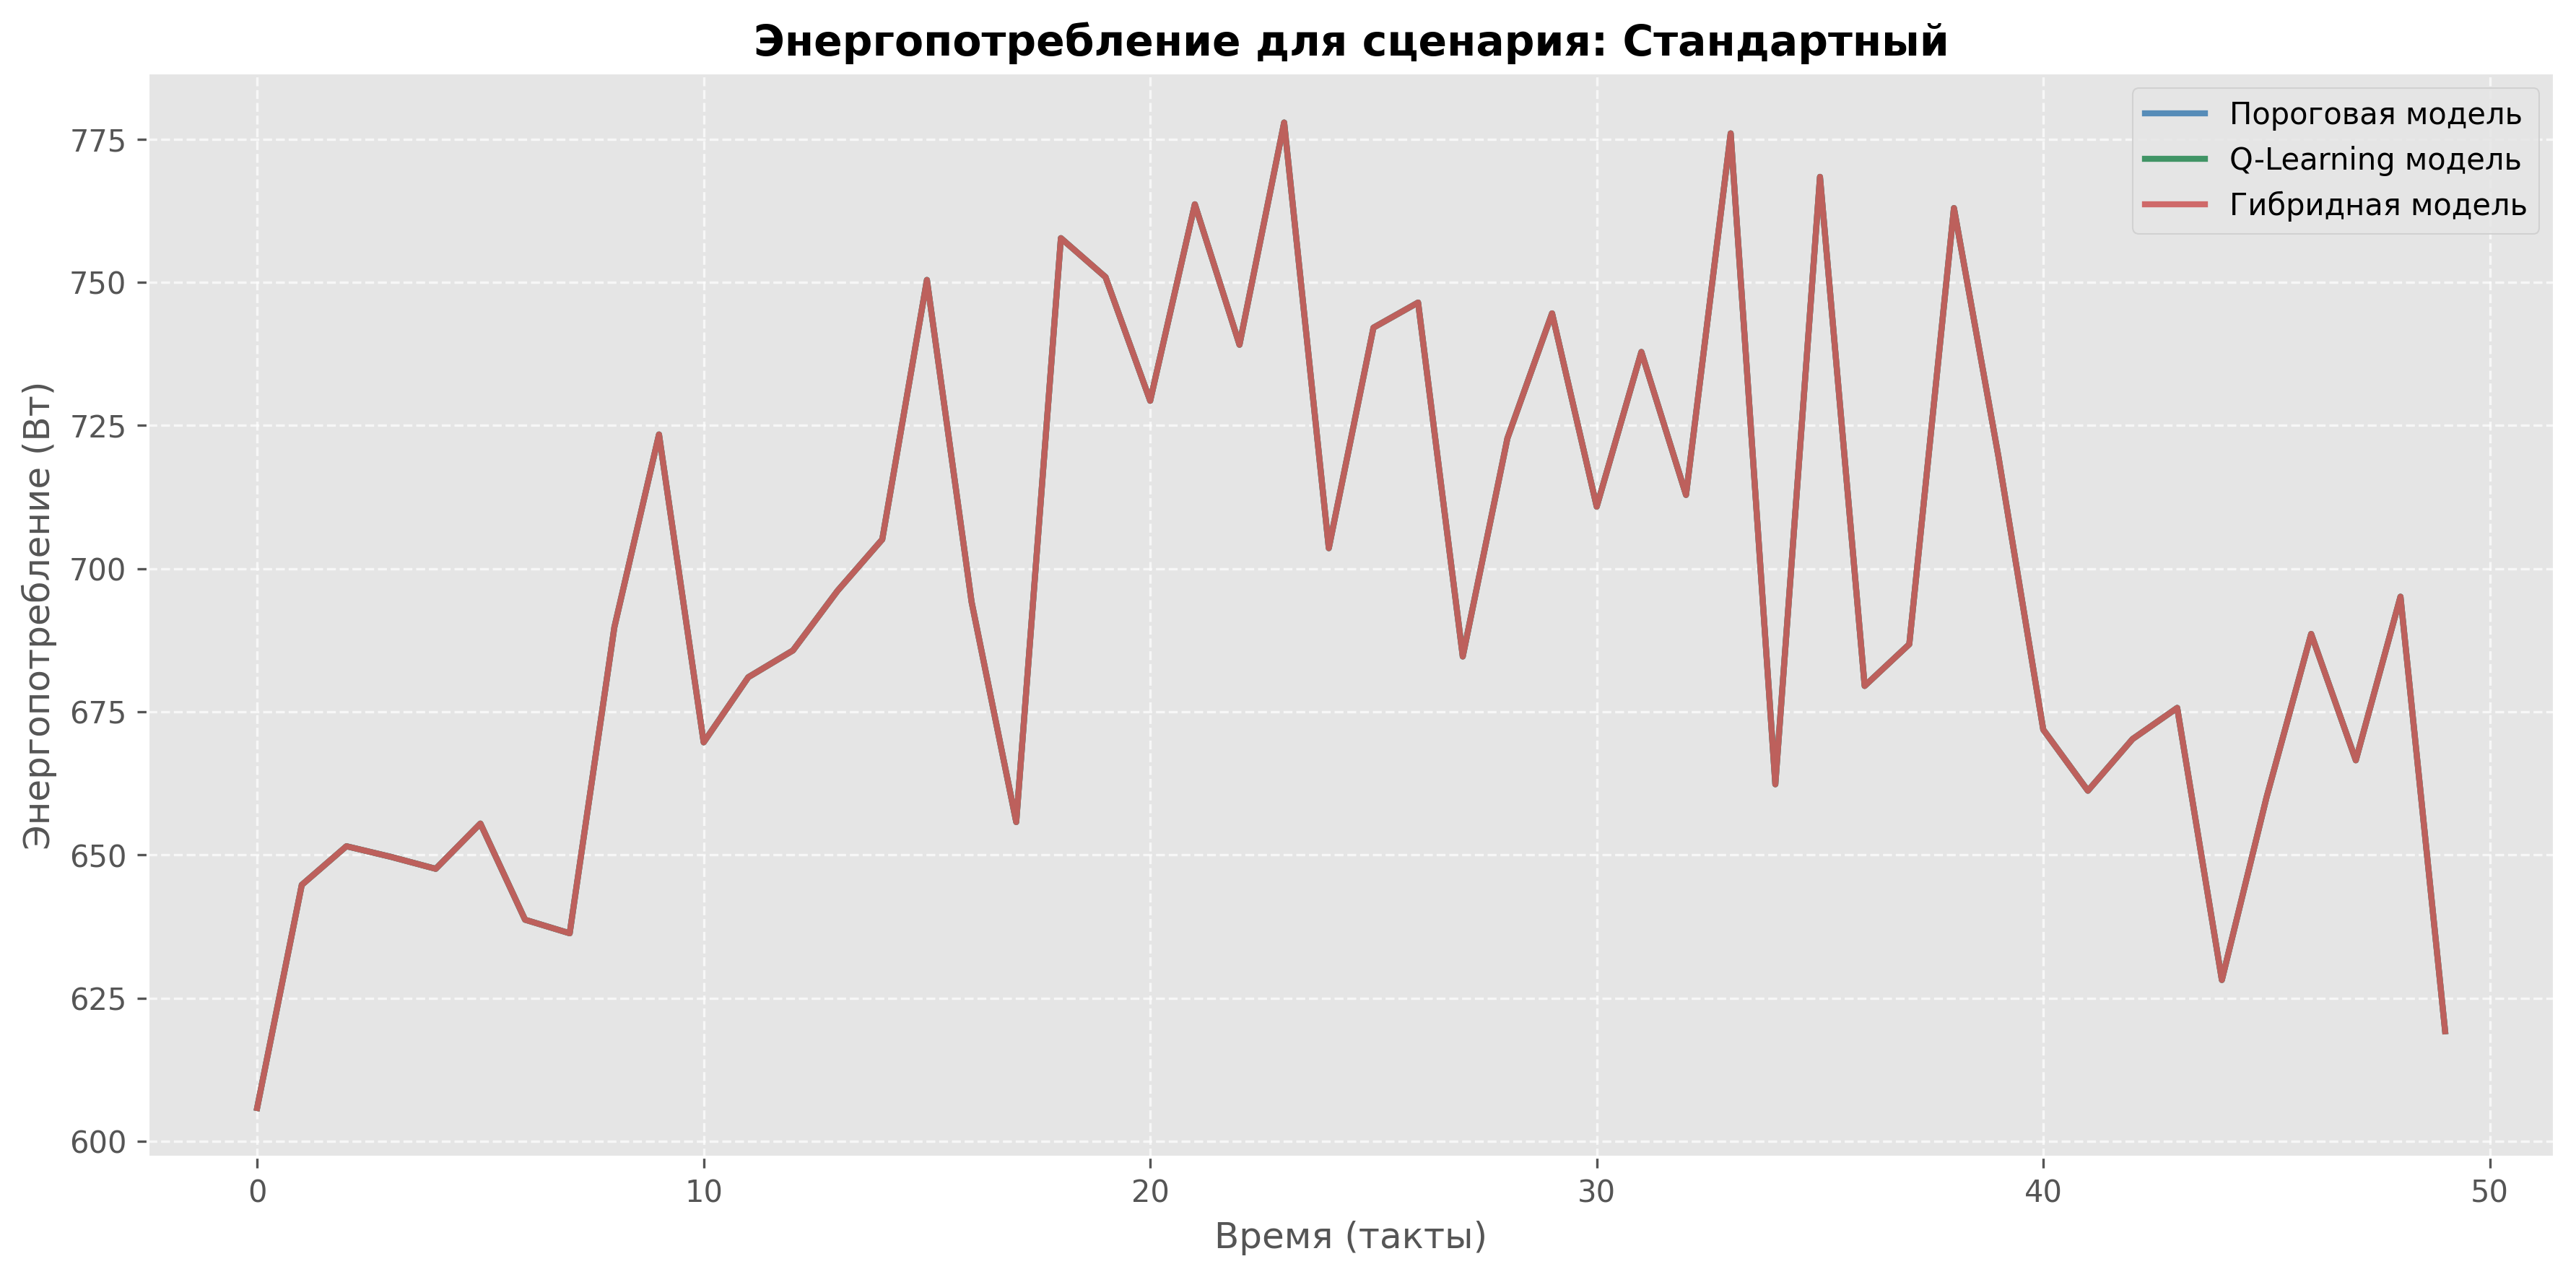 Энергопотребление для сценария: Стандартный
Пороговая модель
Q-Learning модель
Гибридная модель
Энергопотребление (Вт)
775
750
725
700
675
650
625
600
0 10 20 30 40 50
Время (такты)